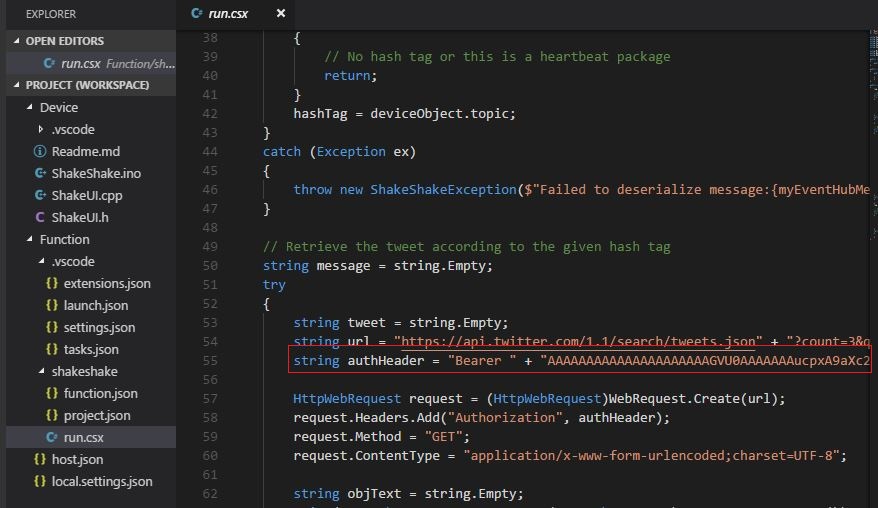 EXPLORER
OPEN EDITORS
run.csx Function/sh...
PROJECT (WORKSPACE)
Device
.vscode
Readme.md
ShakeShake.ino
ShakeUI.cpp
ShakeUI.h
Function
.vscode
extensions.json
launch.json
settings.json
tasks.json
shakeshake
function.json
project.json
run.csx
host.json
local.settings.json
run.csx
38 {
39 // No hash tag or this is a heartbeat package
40 return;
41 }
42 hashTag = deviceObject.topic;
43 }
44 catch (Exception ex)
45 {
46 throw new ShakeShakeException($"Failed to deserialize message:{myEventHubMe
47 }
48
49 // Retrieve the tweet according to the given hash tag
50 string message = string.Empty;
51 try
52 {
53 string tweet = string.Empty;
54 string url = "https://api.twitter.com/1.1/search/tweets.json" + "?count=3&q
55 string authHeader = "Bearer " + "AAAAAAAAAAAAAAAAAAAAAGVU0AAAAAAAucpxA9aXc2
56
57 HttpWebRequest request = (HttpWebRequest)WebRequest.Create(url);
58 request.Headers.Add("Authorization", authHeader);
59 request.Method = "GET";
60 request.ContentType = "application/x-www-form-urlencoded;charset=UTF-8";
61
62 string objText = string.Empty;